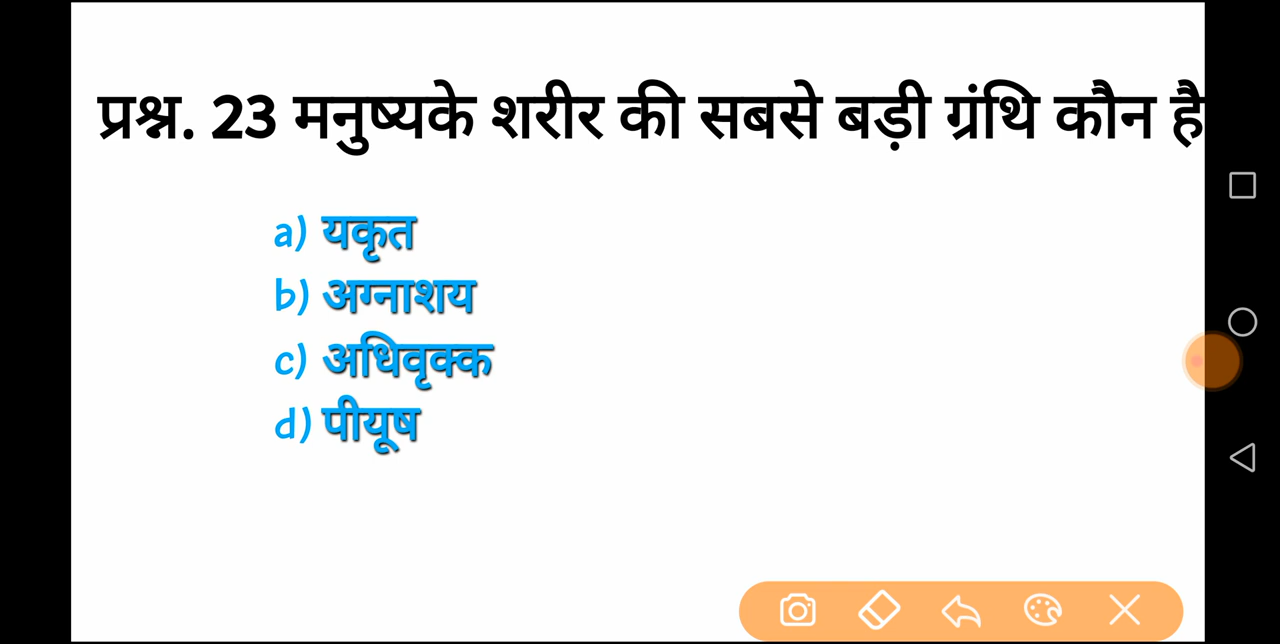 प्रश्न. 23 मनुष्यके शरीर की सबसे बड़ी ग्रंथि कौन है
a) यकृत
b) अग्नाशय
c) अधिवृक्क
d) पीयूष